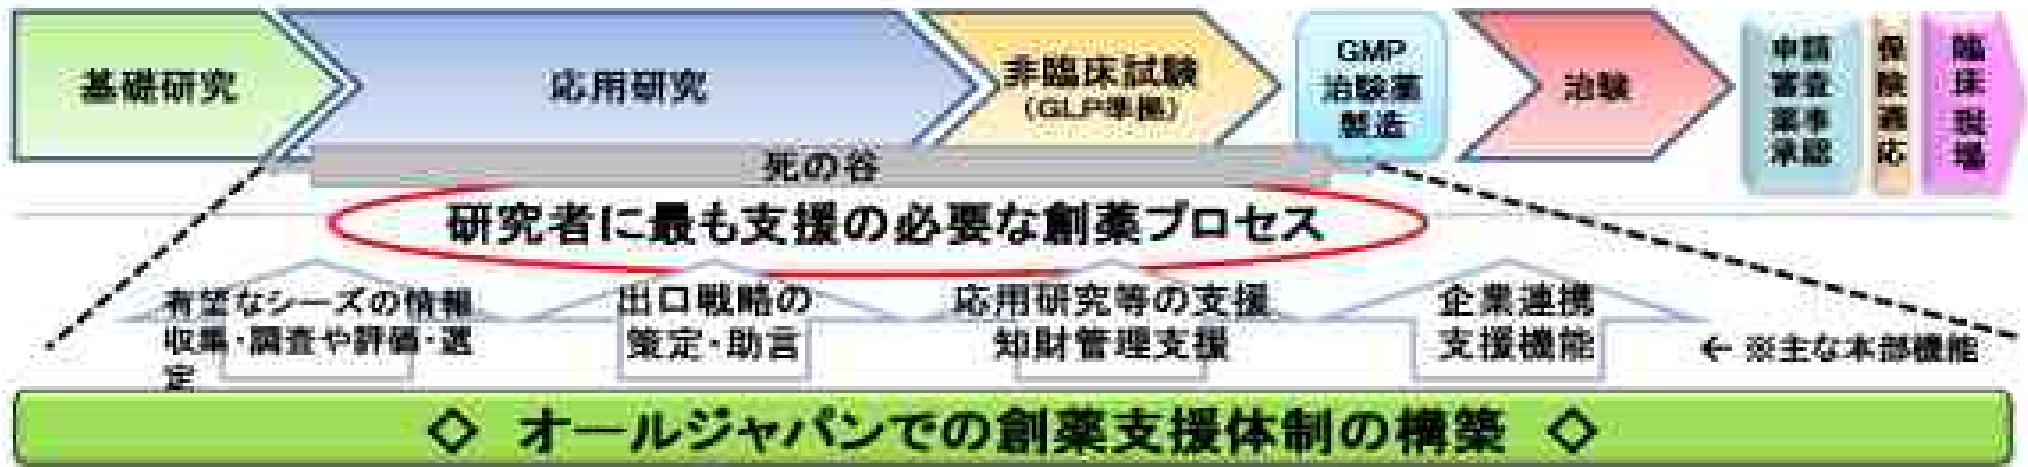 基礎研究
応用研究
非臨床試験
(GLP準拠)
GMP
治験薬
製造
治験
申請
審査
薬事
承認
保険適応
臨床現場
死の谷
研究者に最も支援の必要な創薬プロセス
有望なシーズの情報
収集・調査や評価・選
定
出口戦略の
策定・助言
応用研究等の支援
知財管理支援
企業連携
支援機能
← ※主な本部機能
◇ オールジャパンでの創薬支援体制の構築 ◇